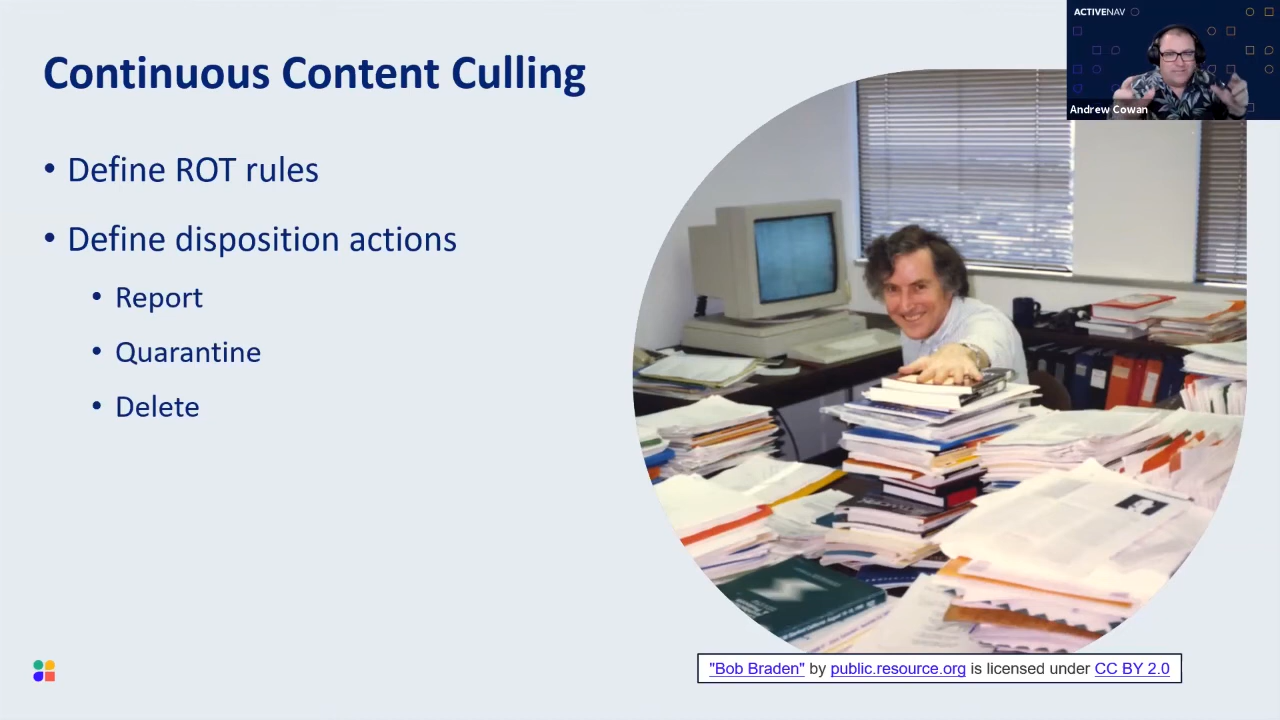 Continuous Content Culling
• Define ROT rules
• Define disposition actions
• Report
• Quarantine
• Delete
ACTIVENAV
Andrew Cowan
"Bob Braden" by public.resource.org is licensed under CC BY 2.0